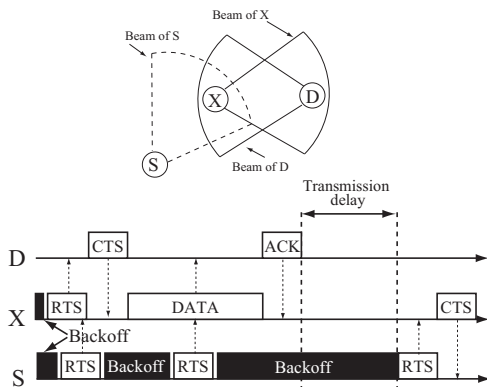 Beam of X
Beam of S
X
D
S
Beam of D
Transmission
delay
D
CTS
ACK
X
RTS
DATA
CTS
Backoff
S
RTS
Backoff
RTS
Backoff
RTS